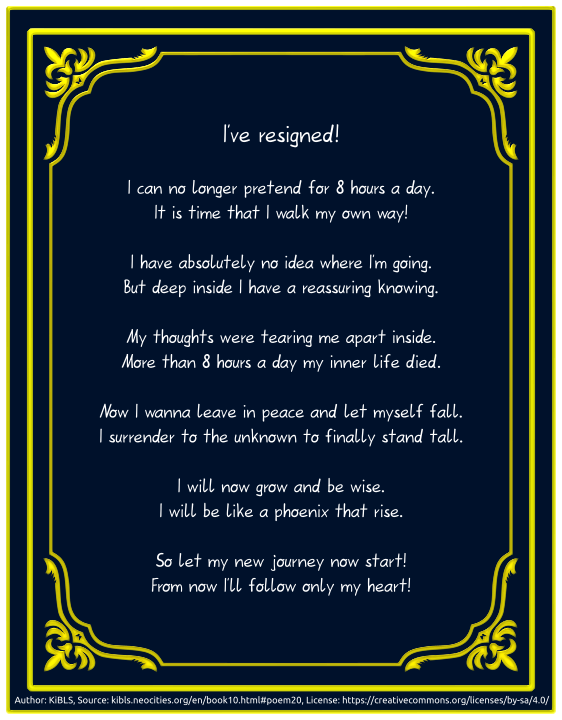 I've resigned!
I can no longer pretend for 8 hours a day.
It is time that I walk my own way!
I have absolutely no idea where I'm going.
But deep inside I have a reassuring knowing.
My thoughts were tearing me apart inside.
More than 8 hours a day my inner life died.
Now I wanna leave in peace and let myself fall.
I surrender to the unknown to finally stand tall.
I will now grow and be wise.
I will be like a phoenix that rise.
So let my new journey now start!
From now I'll follow only my heart!
Author: KiBLS, Source: kibls.neocities.org/en/book10.html#poem20, License: https://creativecommons.org/licenses/by-sa/4.0/